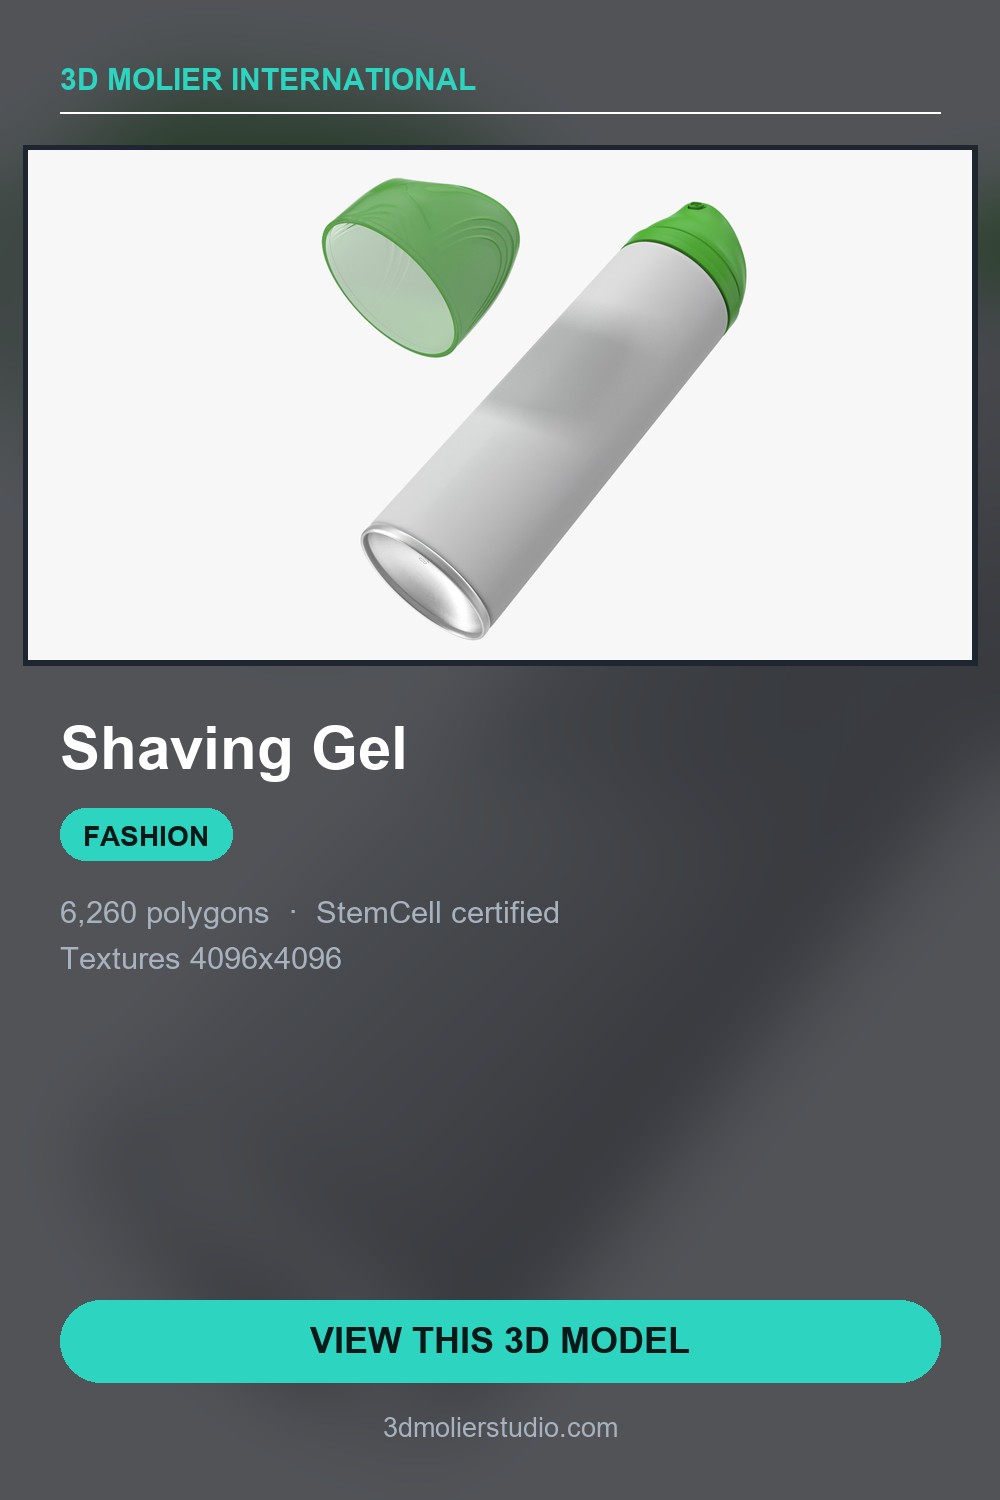 3D MOLIER INTERNATIONAL
Shaving Gel
FASHION
6,260 polygons · StemCell certified
Textures 4096x4096
VIEW THIS 3D MODEL
3dmolierstudio.com